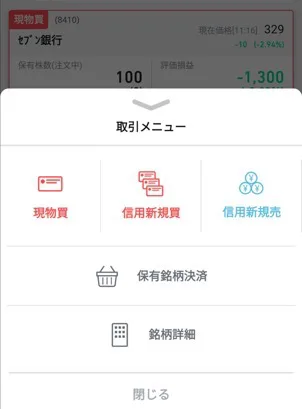 現物買 (8410)
現在価格[11:16] 329
ｾﾌﾞﾝ銀行
-10 (-2.94%)
保有株数(注文中) 評価損益
100 -1,300
取引メニュー
現物買 信用新規買 信用新規売
保有銘柄決済
銘柄詳細
閉じる